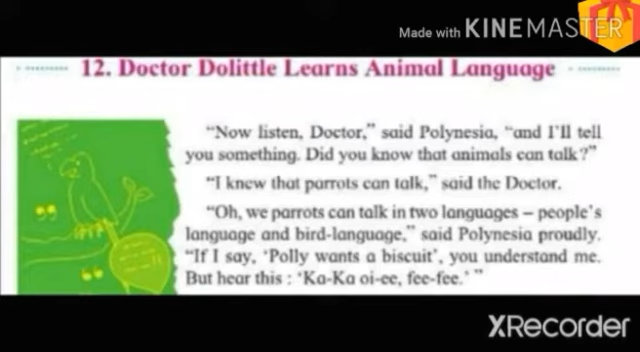 Made with KINEMASTER
12. Doctor Dolittle Learns Animal Language
"Now listen, Doctor," said Polynesia, "and I'll tell
you something. Did you know that animals can talk?"
"I knew that parrots can talk," said the Doctor.
"Oh, we parrots can talk in two languages – people's
language and bird-language," said Polynesia proudly.
"If I say, 'Polly wants a biscuit', you understand me.
But hear this : 'Ka-Ka oi-ee, fee-fee.' "
XRecorder